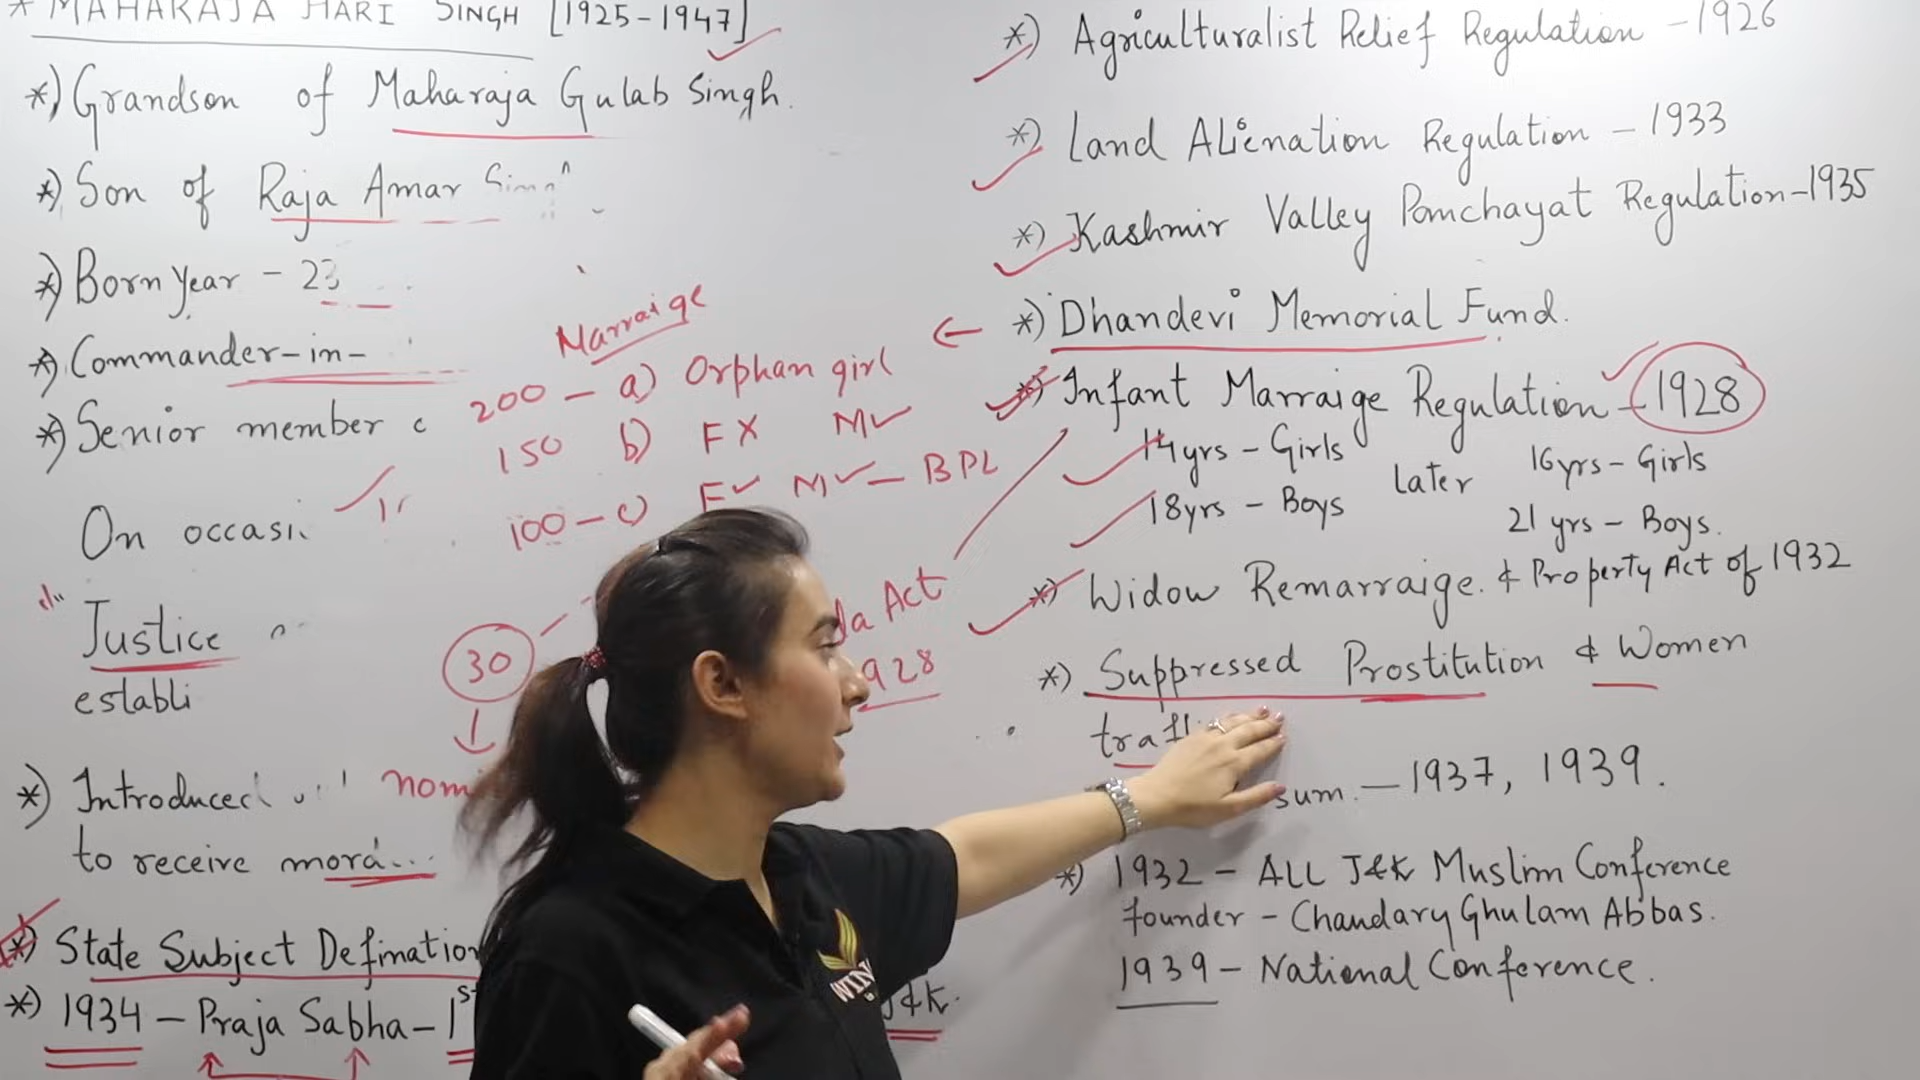 * MAHARAJA HARI SINGH [1925-1947]
*) Grandson of Maharaja Gulab Singh.
*) Son of Raja Amar
*) Born Year - 23
*) Commander-in-
*) Senior member
On occasi
Justice
establi
*) Introduced
to receive
*) State Subject Defination
*) 1934 - Praja Sabha - 1st
J&K.
Marraige
200 - a) Orphan girl
150 b) F X M✓
100 - c) F✓ M✓ - BPL
30
nomi
da Act
1928
*) Agriculturalist Relief Regulation - 1926
*) Land Alienation Regulation - 1933
*) Kashmir Valley Panchayat Regulation - 1935
← *) Dhandevi Memorial Fund.
*) Infant Marraige Regulation - 1928
14yrs - Girls Later 16yrs - Girls
18yrs - Boys 21 yrs - Boys.
*) Widow Remarraige. & Property Act of 1932
*) Suppressed Prostitution & Women
traf
sum. - 1937, 1939.
*) 1932 - ALL J&K Muslim Conference
founder - Chaudary Ghulam Abbas.
1939 - National Conference.
WIN